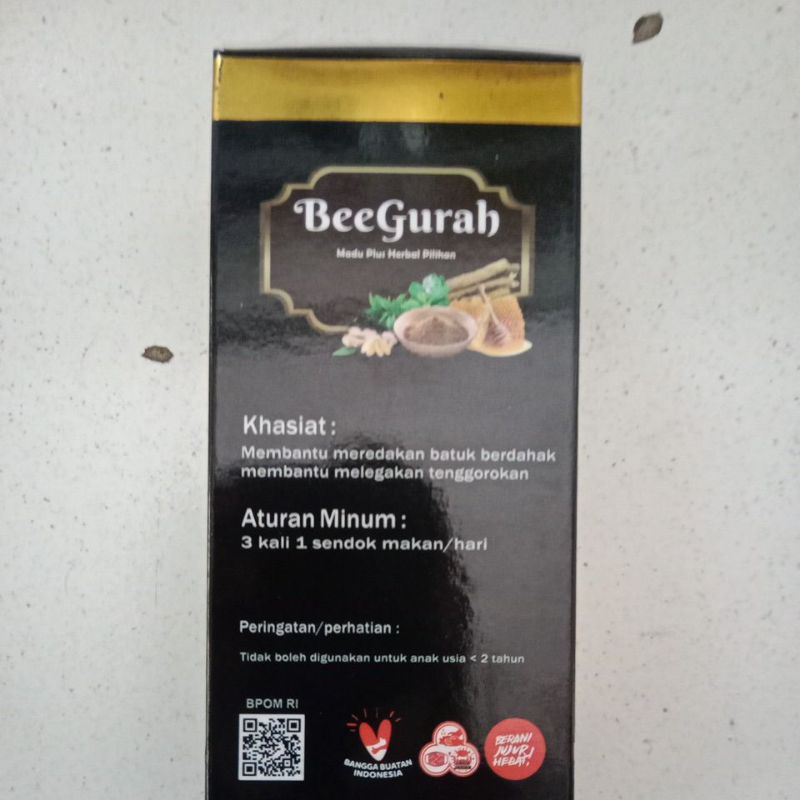 BeeGurah
Madu Plus Herbal Pilihan
Khasiat :
Membantu meredakan batuk berdahak
membantu melegakan tenggorokan
Aturan Minum :
3 kali 1 sendok makan/hari
Peringatan/perhatian :
Tidak boleh digunakan untuk anak usia < 2 tahun
BPOM RI
BANGGA BUATAN
INDONESIA
BERANI
JUJUR
HEBAT!